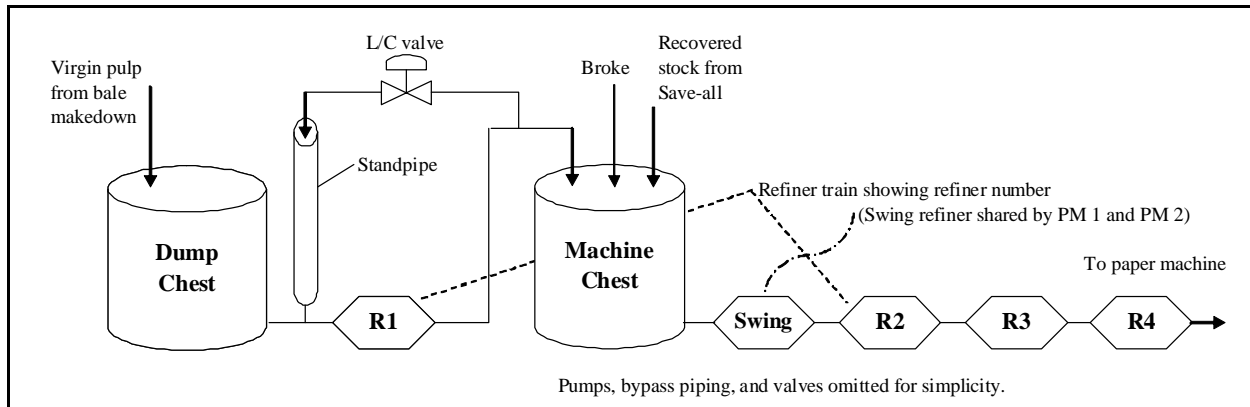 L/C valve
Virgin pulp
from bale
makedown
Broke
Recovered
stock from
Save-all
Standpipe
Refiner train showing refiner number
(Swing refiner shared by PM 1 and PM 2)
Dump
Chest
Machine
Chest
To paper machine
R1
Swing
R2
R3
R4
Pumps, bypass piping, and valves omitted for simplicity.